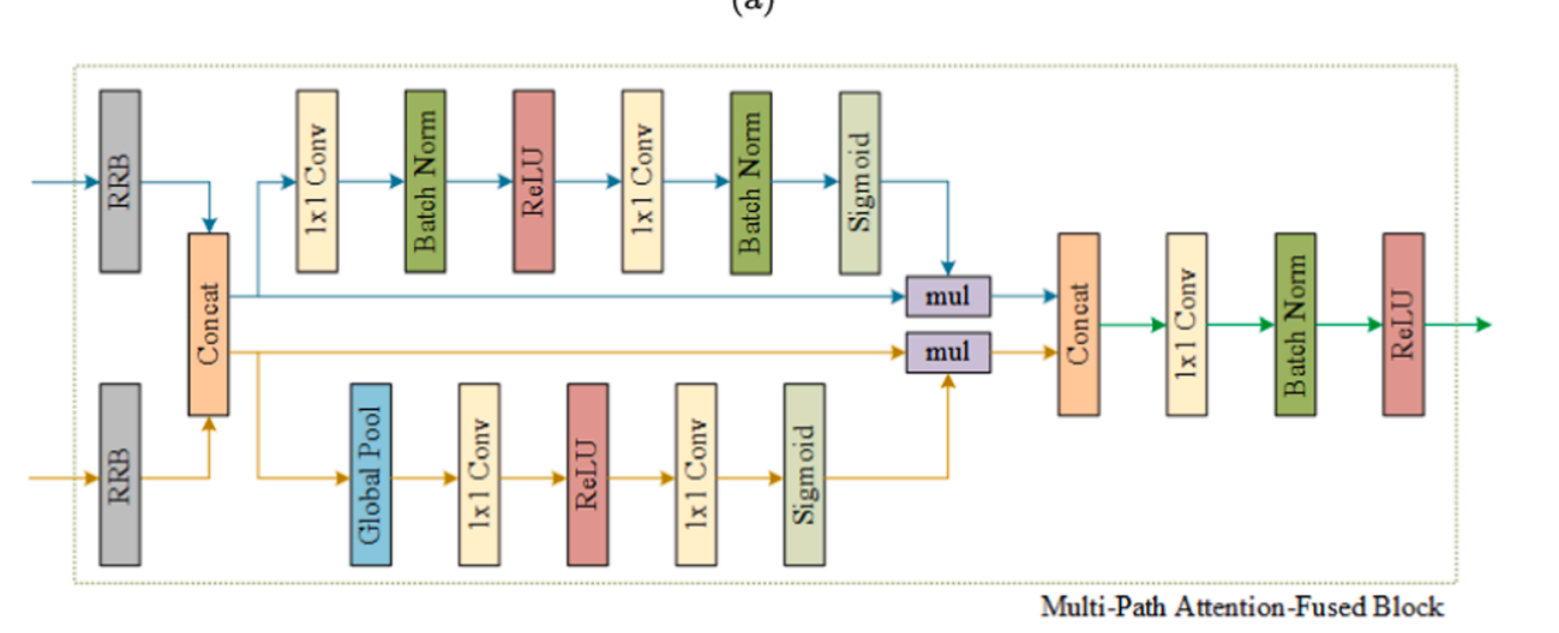 (a)
RRB
1x1 Conv
Batch Norm
ReLU
1x1 Conv
Batch Norm
Sigmoid
Concat
mul
mul
Concat
1x1 Conv
Batch Norm
ReLU
RRB
Global Pool
1x1 Conv
ReLU
1x1 Conv
Sigmoid
Multi-Path Attention-Fused Block